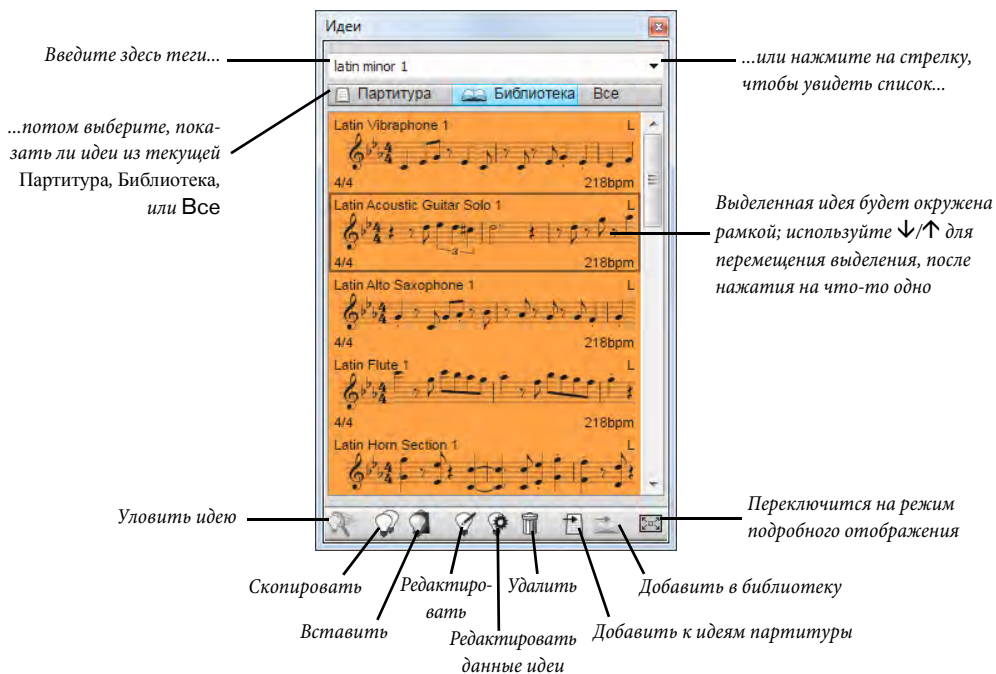 Идеи
Введите здесь теги...
latin minor 1
...или нажмите на стрелку,
чтобы увидеть список...
Партитура Библиотека Все
...потом выберите, пока-
зать ли идеи из текущей
Партитура, Библиотека,
или Все
Latin Vibraphone 1 L
4/4 218bpm
Latin Acoustic Guitar Solo 1 L
3
4/4 218bpm
Выделенная идея будет окружена
рамкой; используйте ↓/↑ для
перемещения выделения, после
нажатия на что-то одно
Latin Alto Saxophone 1 L
4/4 218bpm
Latin Flute 1 L
4/4 218bpm
Latin Horn Section 1 L
Уловить идею
Переключится на режим
подробного отображения
Скопировать
Вставить
Редактиро-
вать
Редактировать
данные идеи
Удалить
Добавить к идеям партитуры
Добавить в библиотеку